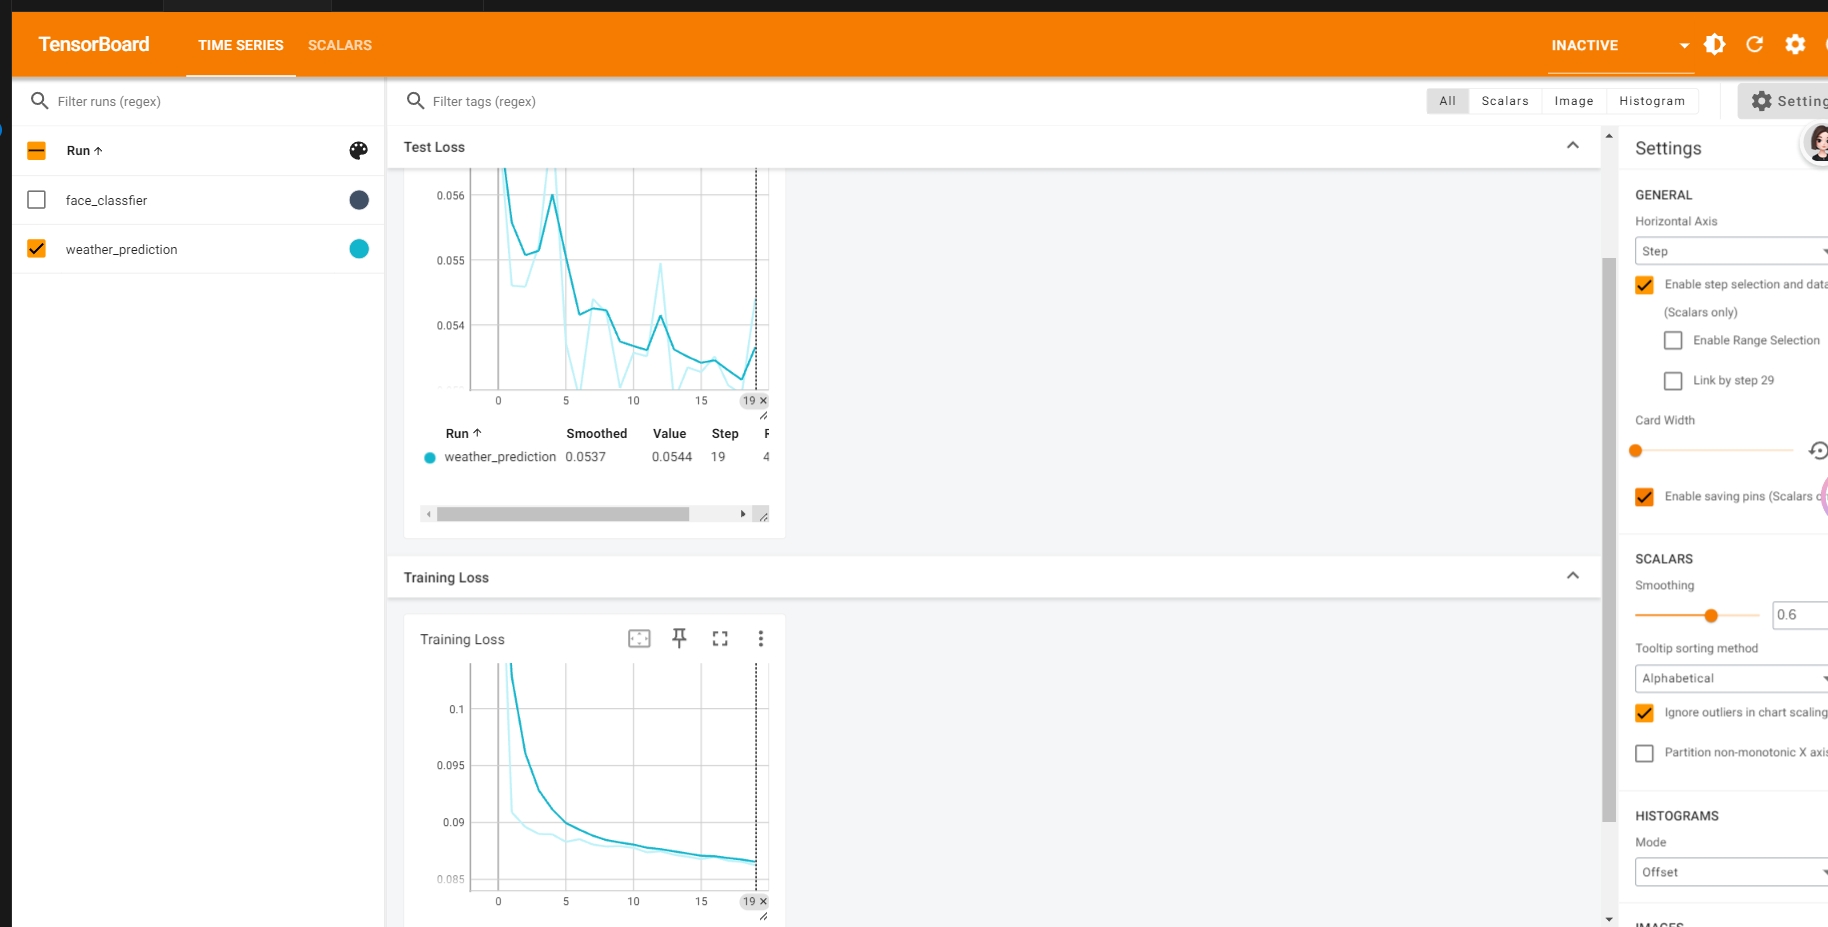 TensorBoard TIME SERIES SCALARS INACTIVE
Filter runs (regex)
Run
face_classfier
weather_prediction
Filter tags (regex)
All Scalars Image Histogram
Test Loss
0.056
0.055
0.054
0 5 10 15 19
Run Smoothed Value Step
weather_prediction 0.0537 0.0544 19 4
Training Loss
Training Loss
0.1
0.095
0.09
0.085
0 5 10 15 19
Settings
GENERAL
Horizontal Axis
Step
Enable step selection and data
(Scalars only)
Enable Range Selection
Link by step 29
Card Width
Enable saving pins (Scalars
SCALARS
Smoothing
0.6
Tooltip sorting method
Alphabetical
Ignore outliers in chart scaling
Partition non-monotonic X axis
HISTOGRAMS
Mode
Offset
IMAGES